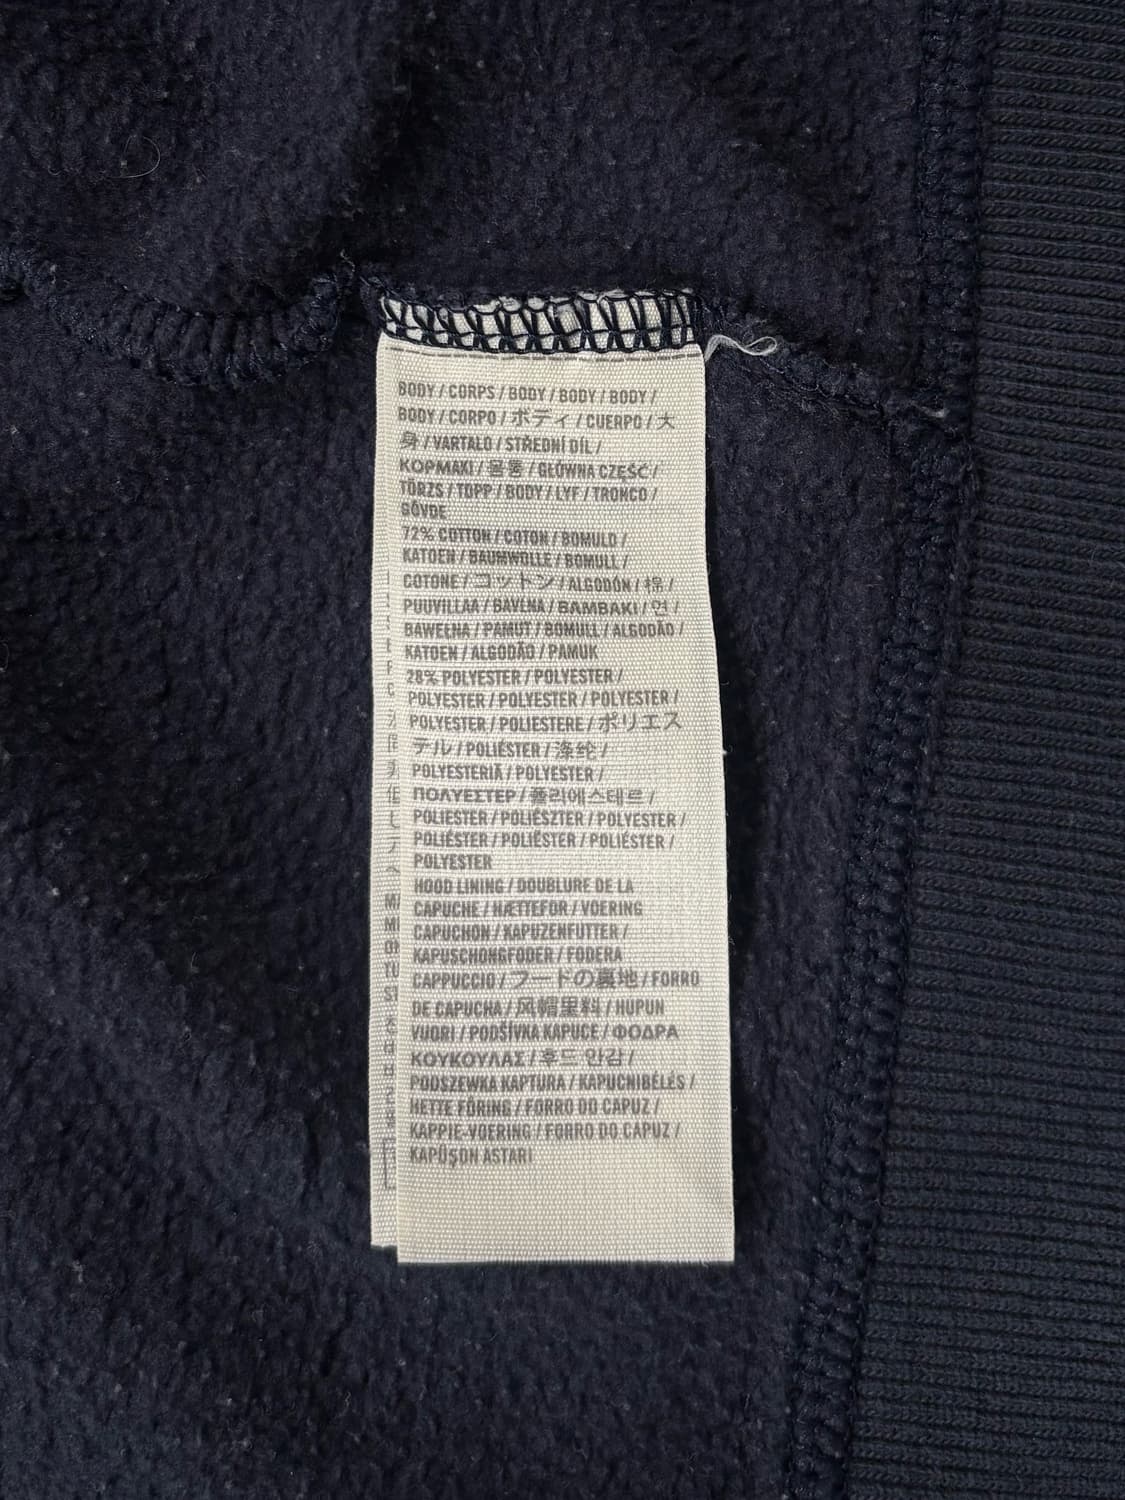 BODY / CORPS / BODY / BODY / BODY /
BODY / CORPO / ボディ / CUERPO / 大
身 / VARTALO / STŘEDNÍ DÍL /
ΚΟΡΜΑΚΙ / 몸통 / GŁÓWNA CZĘŚĆ /
TÖRZS / TOPP / BODY / LYF / TRONCO /
GÖVDE
72% COTTON / COTON / BOMULD /
KATOEN / BAUMWOLLE / BOMULL /
COTONE / コットン / ALGODÓN / 棉 /
PUUVILLAA / BAVLNA / ΒΑΜΒΑΚΙ / 면 /
BAWEŁNA / PAMUT / BOMULL / ALGODÃO /
KATOEN / ALGODÃO / PAMUK
28% POLYESTER / POLYESTER /
POLYESTER / POLYESTER / POLYESTER /
POLYESTER / POLIESTERE / ポリエス
テル / POLIÉSTER / 涤纶 /
POLYESTERIÄ / POLYESTER /
ΠΟΛΥΕΣΤΕΡ / 폴리에스테르 /
POLIESTER / POLIÉSZTER / POLYESTER /
POLIÉSTER / POLIËSTER / POLIÉSTER /
POLYESTER
HOOD LINING / DOUBLURE DE LA
CAPUCHE / HÆTTEFOR / VOERING
CAPUCHON / KAPUZENFUTTER /
KAPUSCHONGFODER / FODERA
CAPPUCCIO / フードの裏地 / FORRO
DE CAPUCHA / 风帽里料 / HUPUN
VUORI / PODŠÍVKA KAPUCE / ΦΟΔΡΑ
ΚΟΥΚΟΥΛΑΣ / 후드 안감 /
PODSZEWKA KAPTURA / KAPUCNIBÉLÉS /
HETTE FÔRING / FORRO DO CAPUZ /
KAPPIE-VOERING / FORRO DO CAPUZ /
KAPÜŞON ASTARI